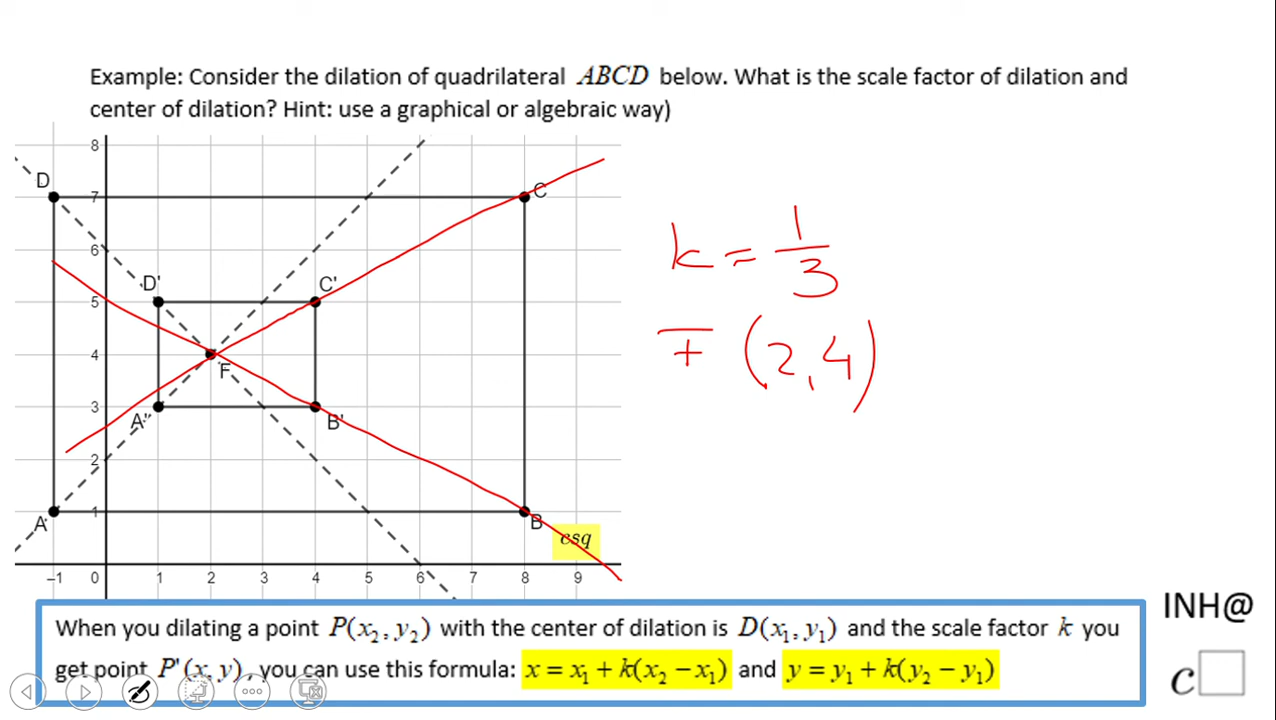 Example: Consider the dilation of quadrilateral ABCD below. What is the scale factor of dilation and
center of dilation? Hint: use a graphical or algebraic way)
8
D
7
C
6
D'
C'
k = 1/3
5
4
F
F (2,4)
3
A''
B'
2
A
1
B
csq
-1 0 1 2 3 4 5 6 7 8 9
INH@
When you dilating a point P(x₂, y₂) with the center of dilation is D(x₁, y₁) and the scale factor k you
get point P'(x, y), you can use this formula: x = x₁ + k(x₂ − x₁) and y = y₁ + k(y₂ − y₁)
c